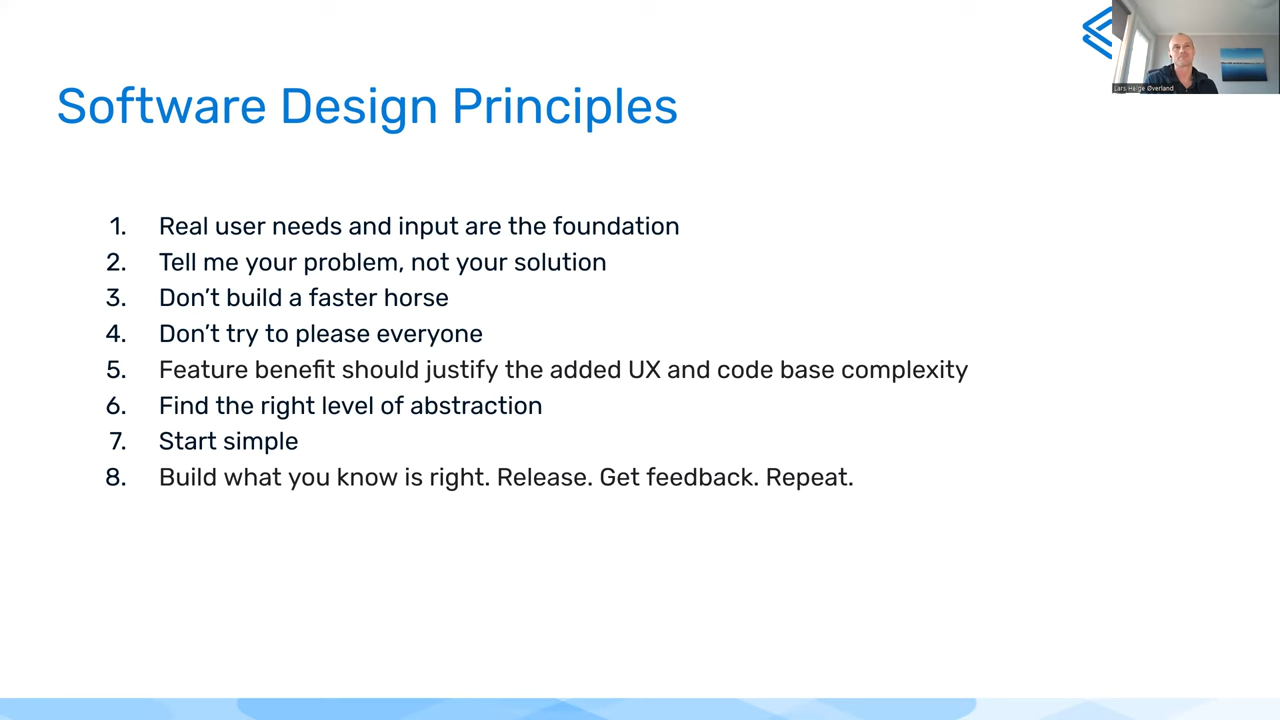 Software Design Principles
Lars Helge Øverland
1. Real user needs and input are the foundation
2. Tell me your problem, not your solution
3. Don’t build a faster horse
4. Don’t try to please everyone
5. Feature benefit should justify the added UX and code base complexity
6. Find the right level of abstraction
7. Start simple
8. Build what you know is right. Release. Get feedback. Repeat.